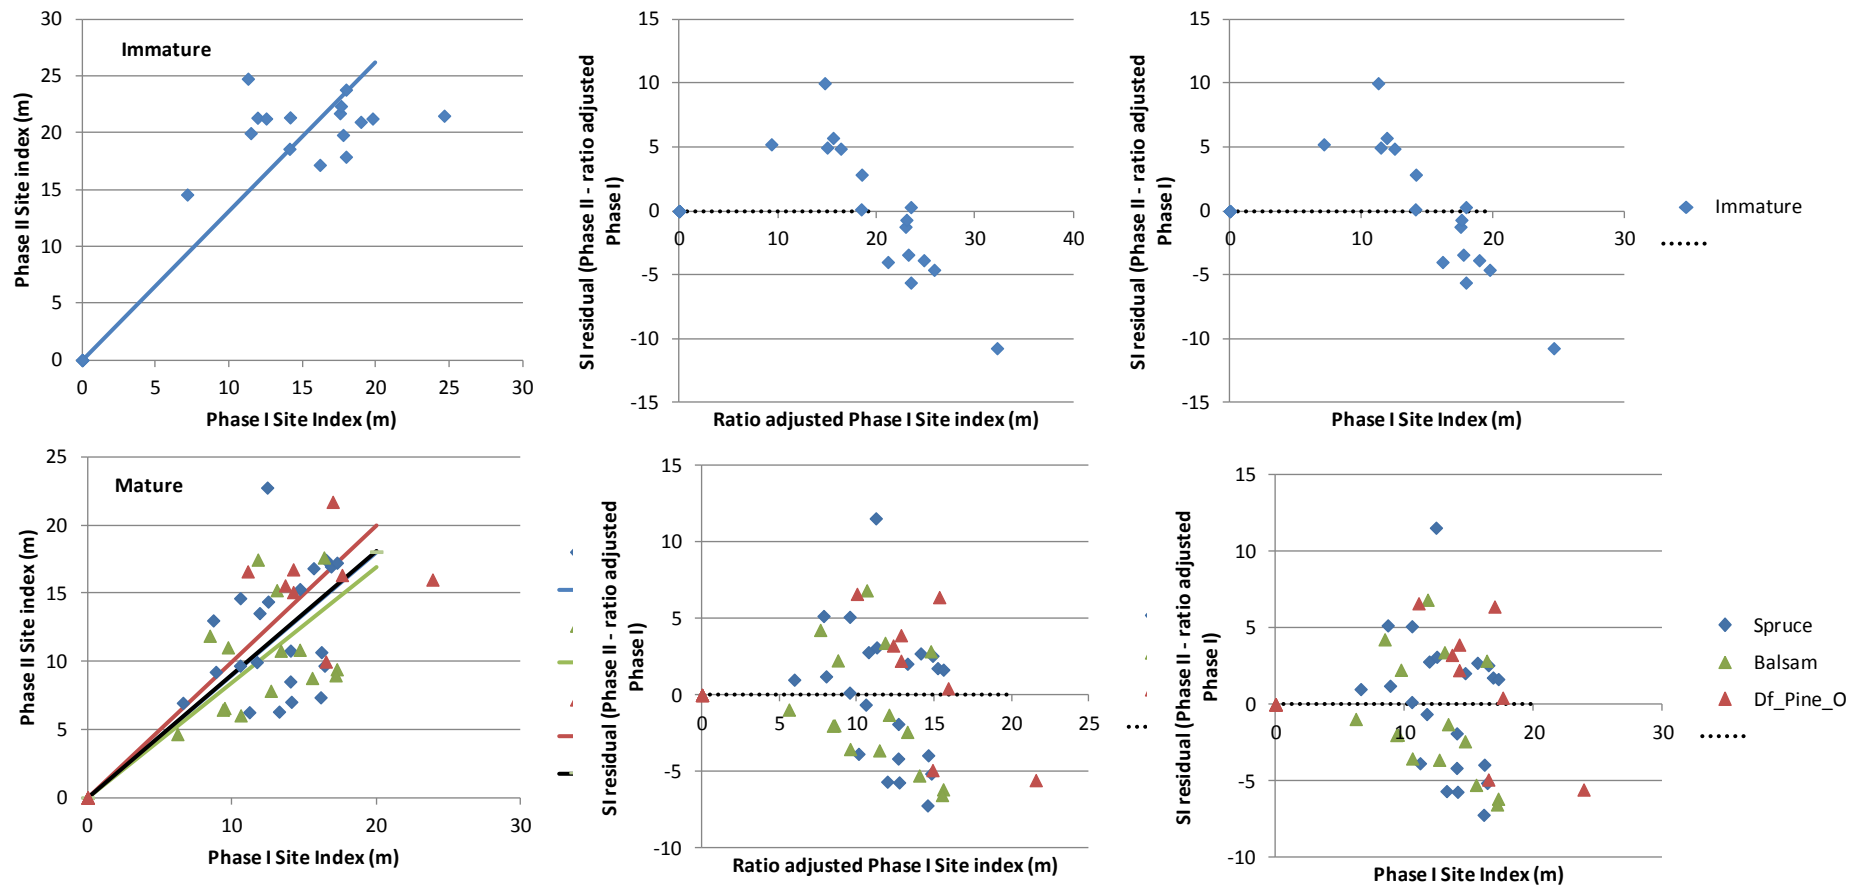 Immature
Phase II Site index (m)
30
25
20
15
10
5
0
0 5 10 15 20 25 30
Phase I Site Index (m)
SI residual (Phase II - ratio adjusted
Phase I)
15
10
5
0
-5
-10
-15
0 10 20 30 40
Ratio adjusted Phase I Site index (m)
SI residual (Phase II - ratio adjusted
Phase I)
15
10
5
0
-5
-10
-15
0 10 20 30
Phase I Site Index (m)
Immature
Mature
Phase II Site index (m)
25
20
15
10
5
0
0 10 20 30
Phase I Site Index (m)
SI residual (Phase II - ratio adjusted
Phase I)
15
10
5
0
-5
-10
0 5 10 15 20 25
Ratio adjusted Phase I Site index (m)
SI residual (Phase II - ratio adjusted
Phase I)
15
10
5
0
-5
-10
0 10 20 30
Phase I Site Index (m)
Spruce
Balsam
Df_Pine_O